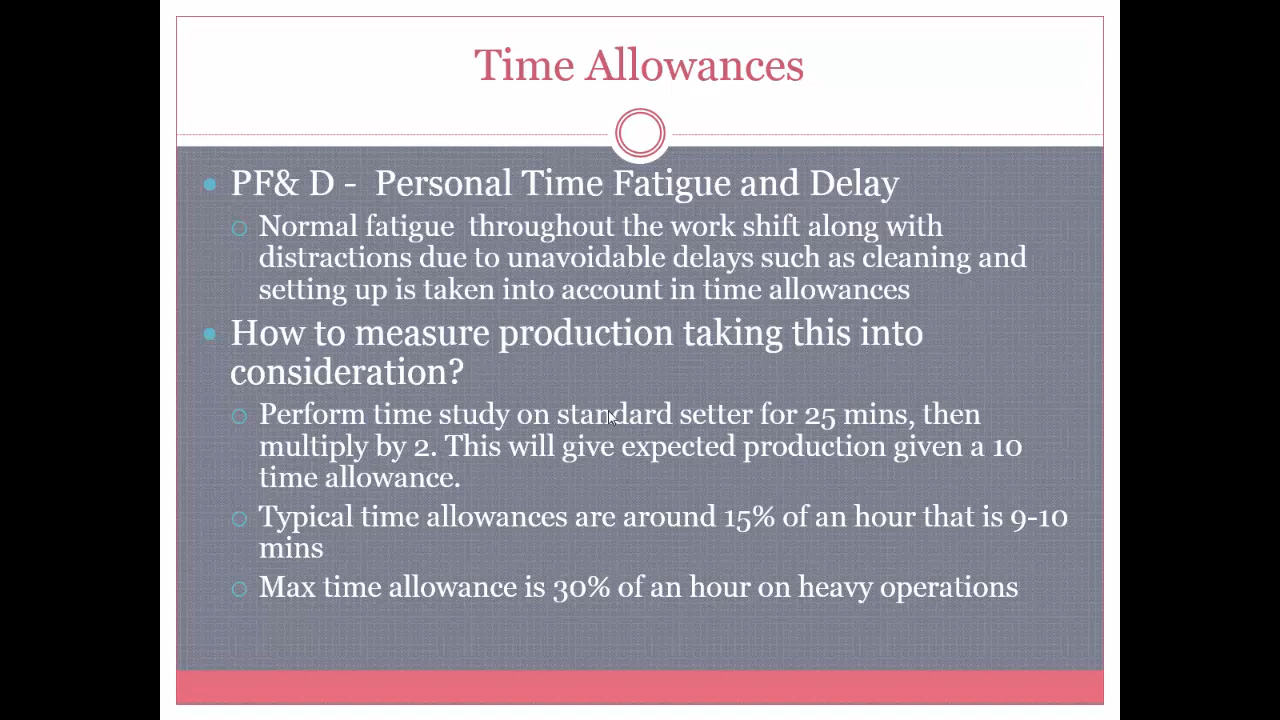 Time Allowances
PF& D - Personal Time Fatigue and Delay
Normal fatigue throughout the work shift along with
distractions due to unavoidable delays such as cleaning and
setting up is taken into account in time allowances
How to measure production taking this into
consideration?
Perform time study on standard setter for 25 mins, then
multiply by 2. This will give expected production given a 10
time allowance.
Typical time allowances are around 15% of an hour that is 9-10
mins
Max time allowance is 30% of an hour on heavy operations